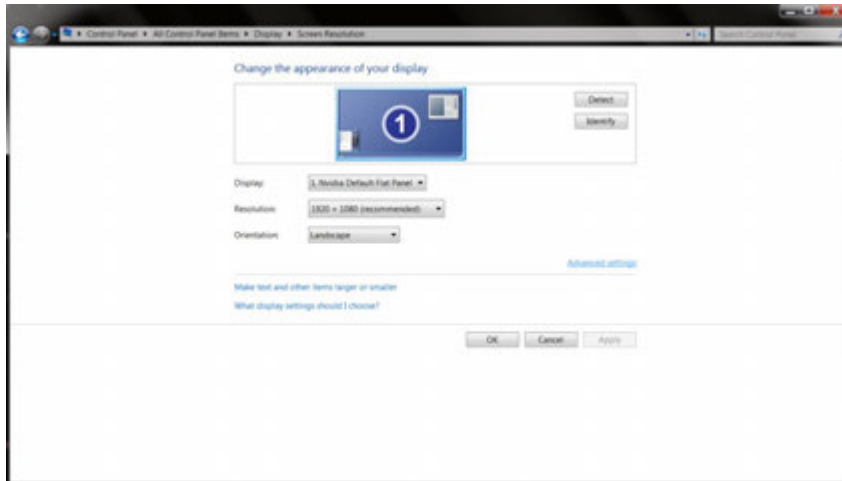 Control Panel ▸ All Control Panel Items ▸ Display ▸ Screen Resolution
Search Control Panel
Change the appearance of your display
1
Detect
Identify
Display:
1. Nvidia Default Flat Panel
Resolution:
1920 × 1080 (recommended)
Orientation:
Landscape
Advanced settings
Make text and other items larger or smaller
What display settings should I choose?
OK
Cancel
Apply